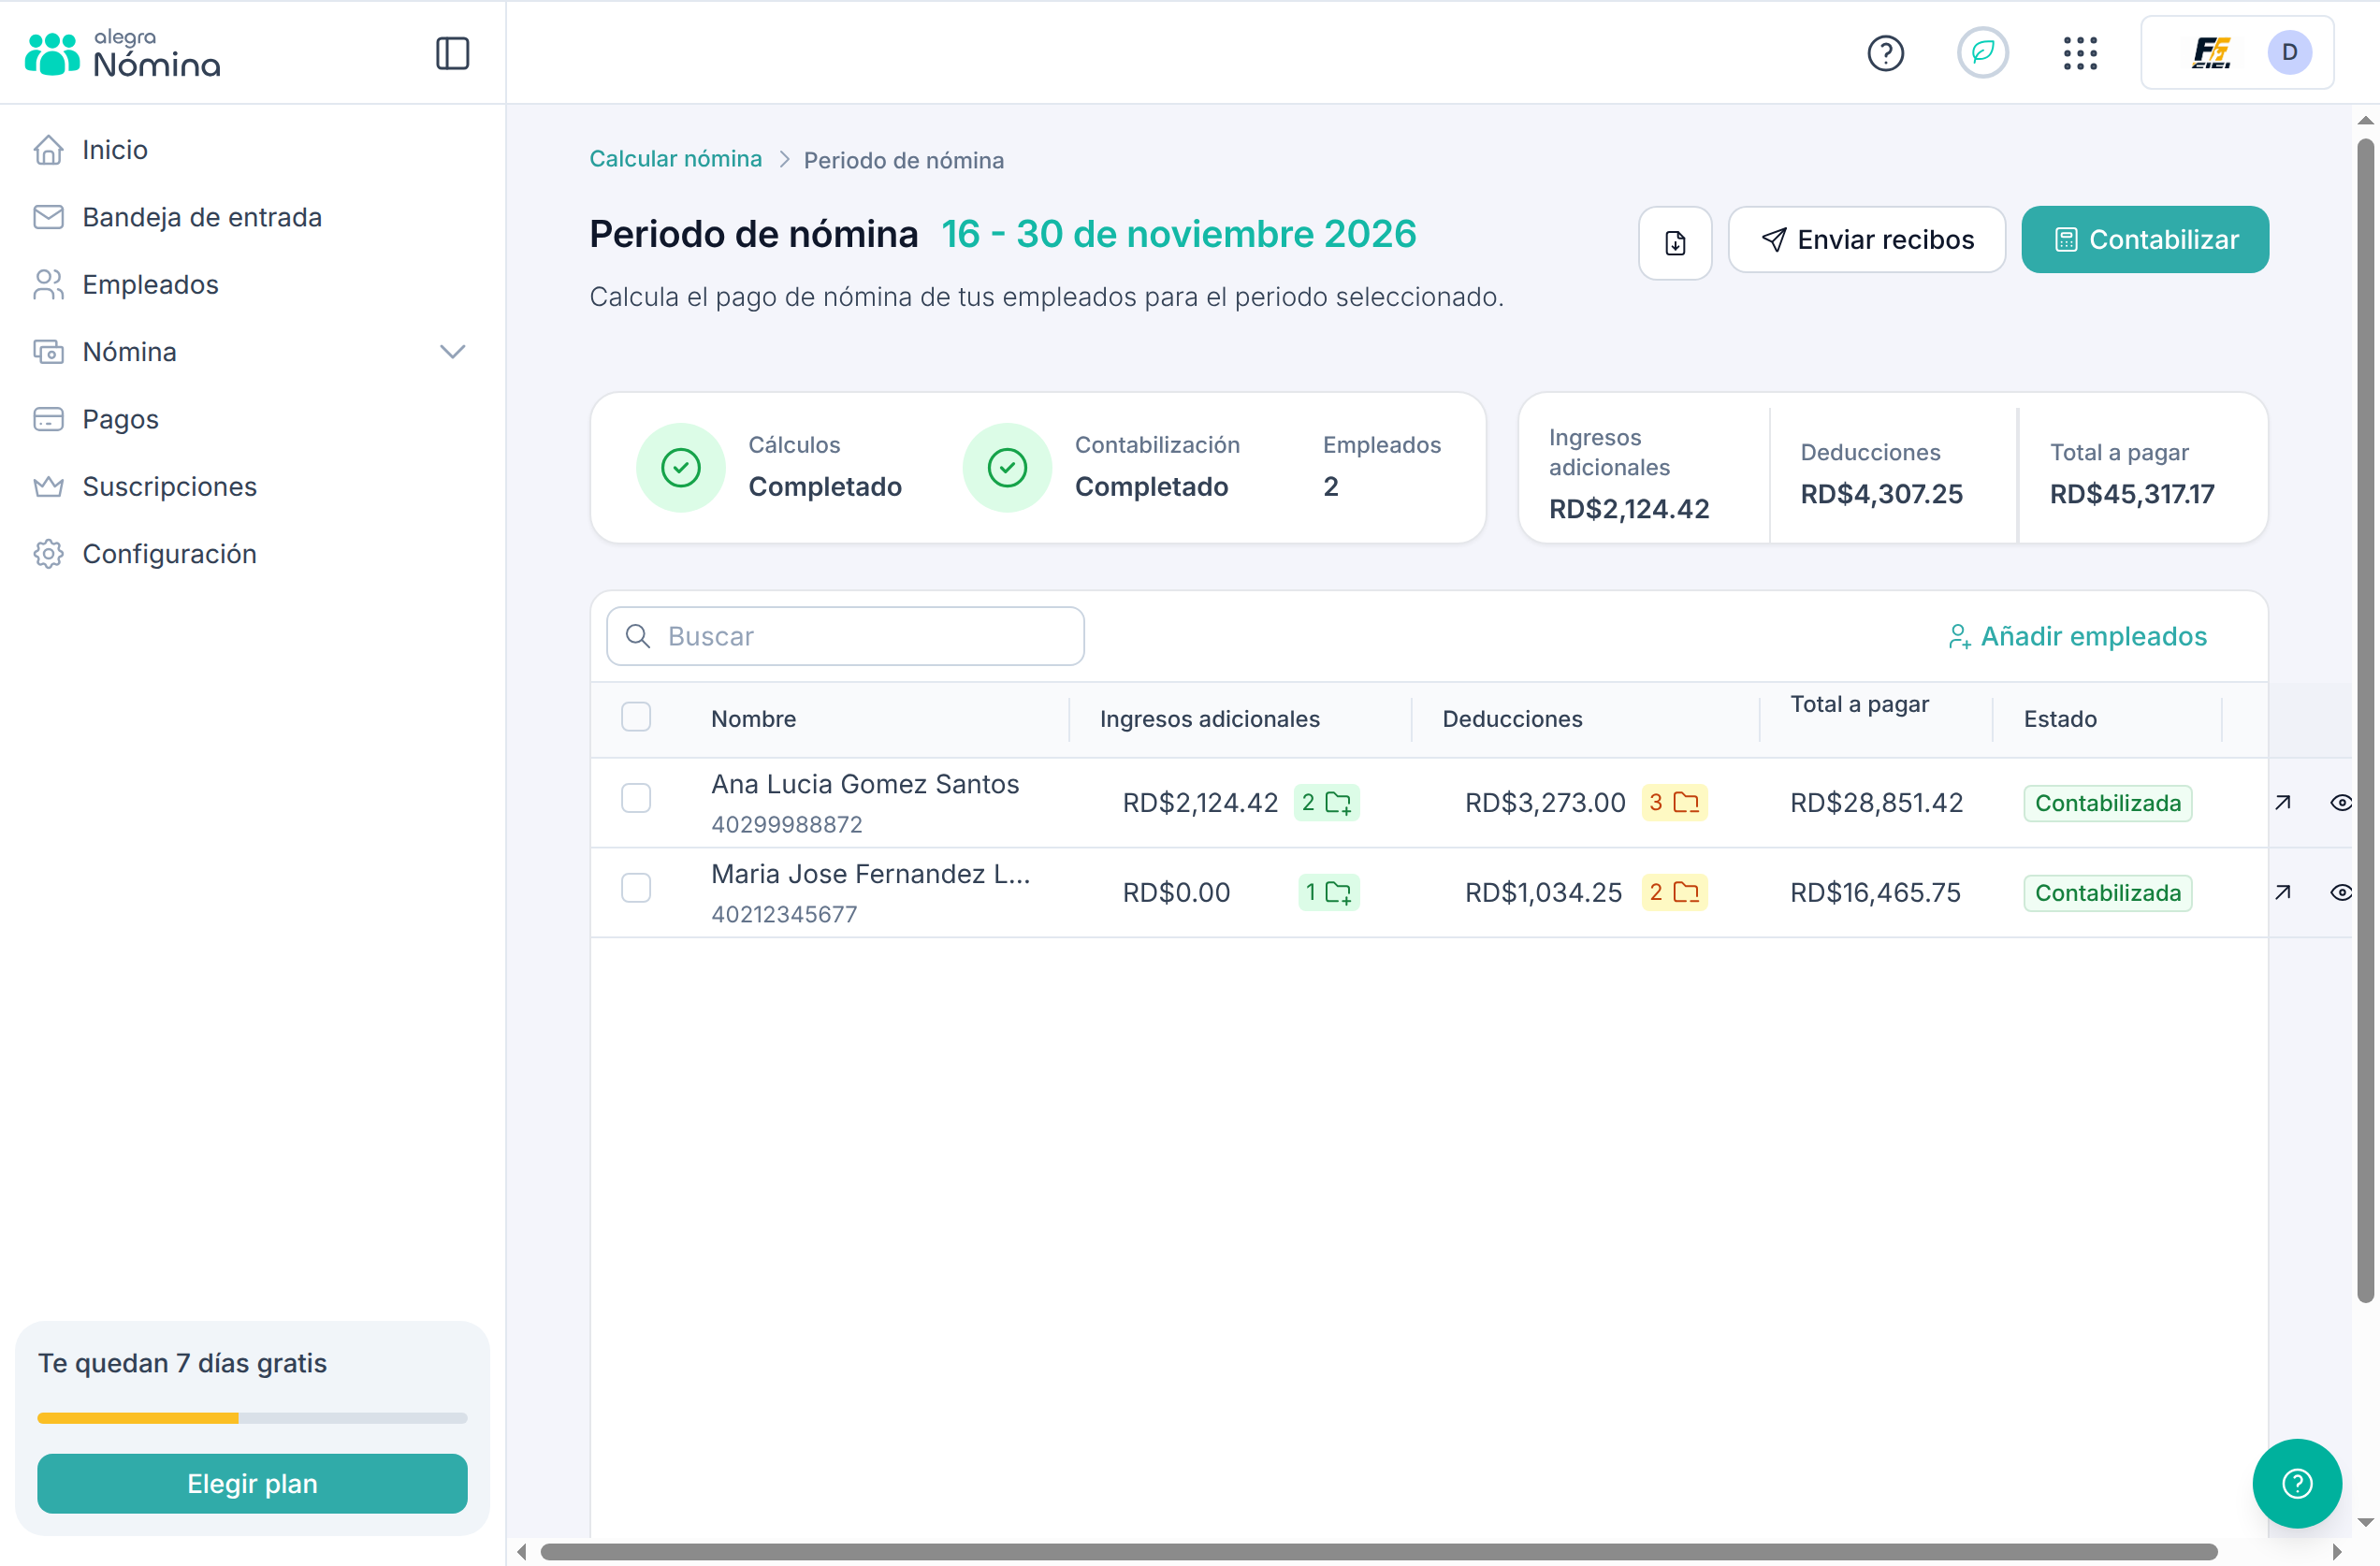 alegra
Nómina
D
Inicio
Bandeja de entrada
Empleados
Nómina
Pagos
Suscripciones
Configuración
Te quedan 7 días gratis
Elegir plan
Calcular nómina > Periodo de nómina
Periodo de nómina 16 - 30 de noviembre 2026
Calcula el pago de nómina de tus empleados para el periodo seleccionado.
Enviar recibos
Contabilizar
Cálculos
Completado
Contabilización
Completado
Empleados
2
Ingresos
adicionales
RD$2,124.42
Deducciones
RD$4,307.25
Total a pagar
RD$45,317.17
Buscar
Añadir empleados
Nombre Ingresos adicionales Deducciones Total a pagar Estado
Ana Lucia Gomez Santos
40299988872
RD$2,124.42 2 RD$3,273.00 3 RD$28,851.42 Contabilizada
Maria Jose Fernandez L...
40212345677
RD$0.00 1 RD$1,034.25 2 RD$16,465.75 Contabilizada